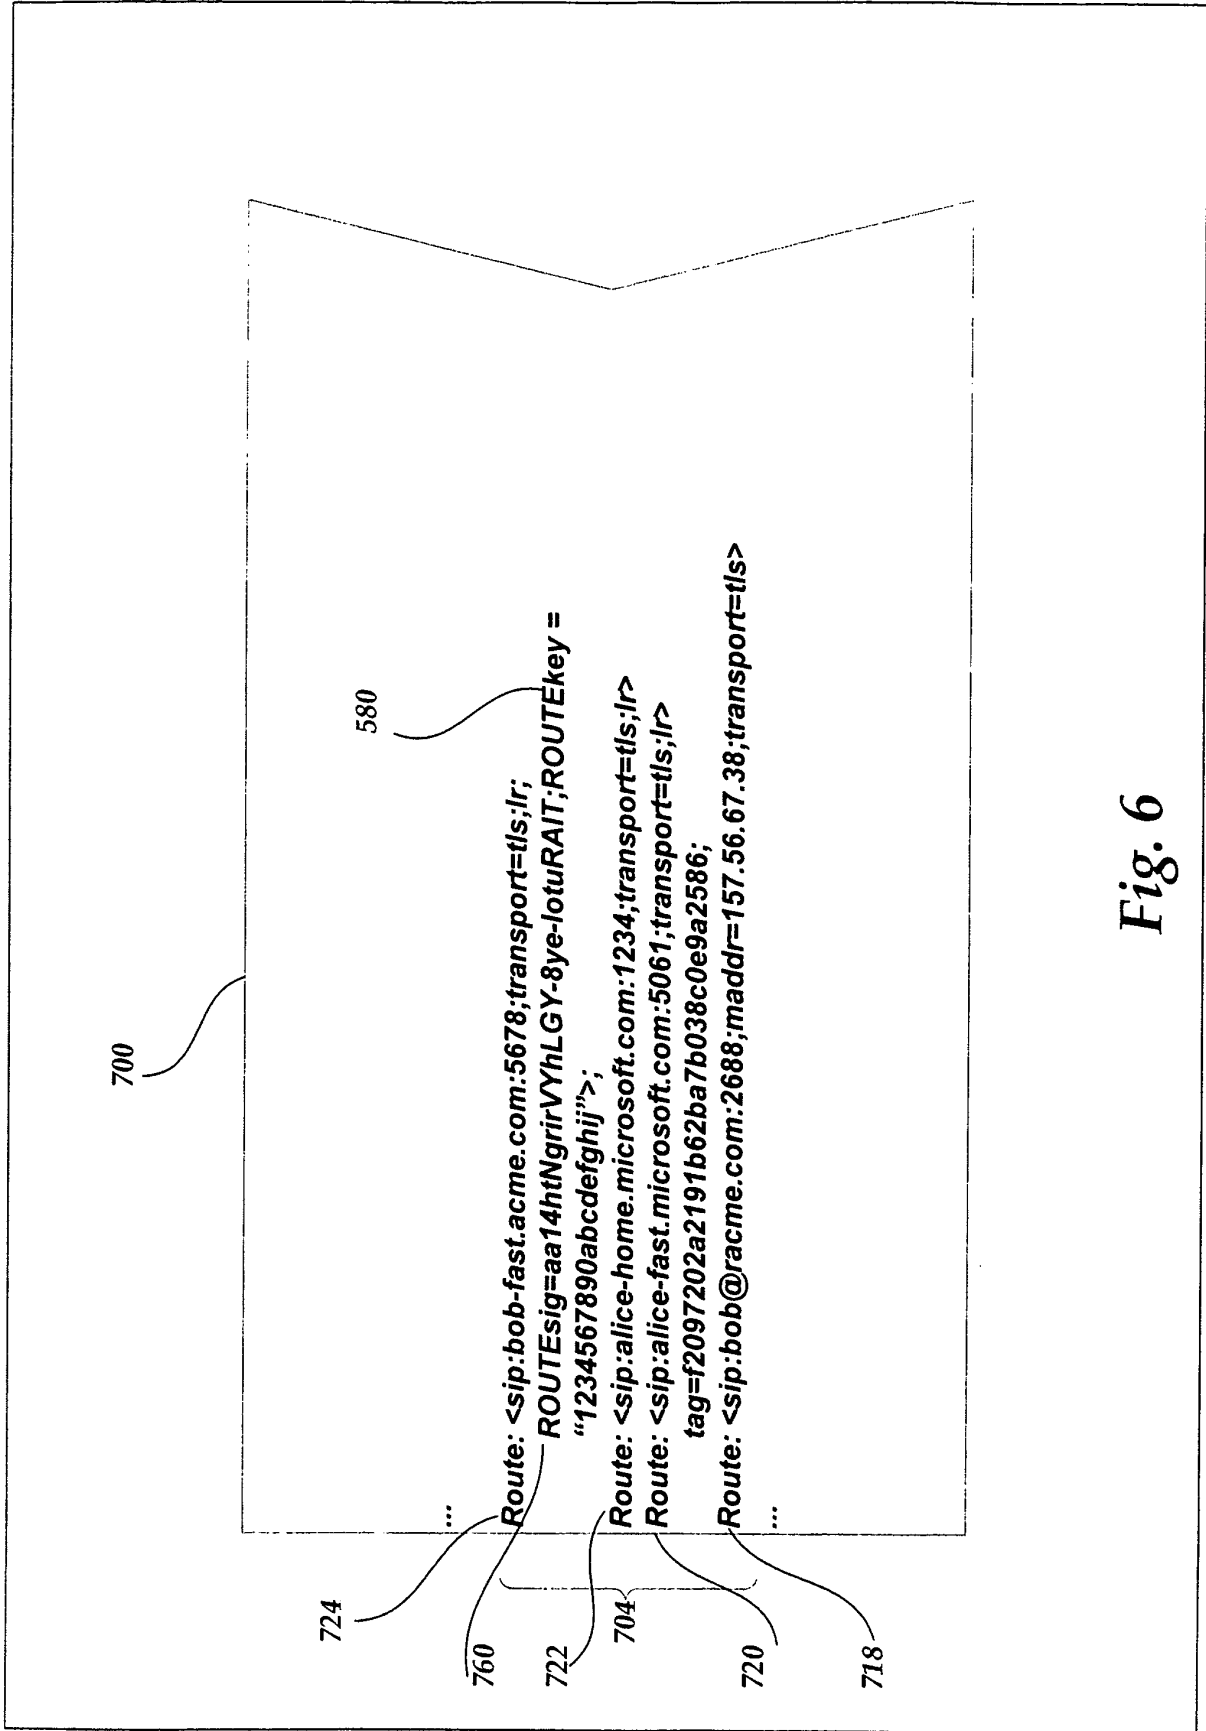 700
580
...
724
Route: <sip:bob-fast.acme.com:5678;transport=tls;lr;
760
ROUTEsig=aa14htNgrirVYhLGY-8ye-lotuRAIT;ROUTEkey =
“1234567890abcdefghij”>;
722
Route: <sip:alice-home.microsoft.com:1234;transport=tls;lr>
704
Route: <sip:alice-fast.microsoft.com:5061;transport=tls;lr>
tag=f2097202a2191b62ba7b038c0e9a2586;
720
Route: <sip:bob@racme.com:2688;maddr=157.56.67.38;transport=tls>
718
...
Fig. 6